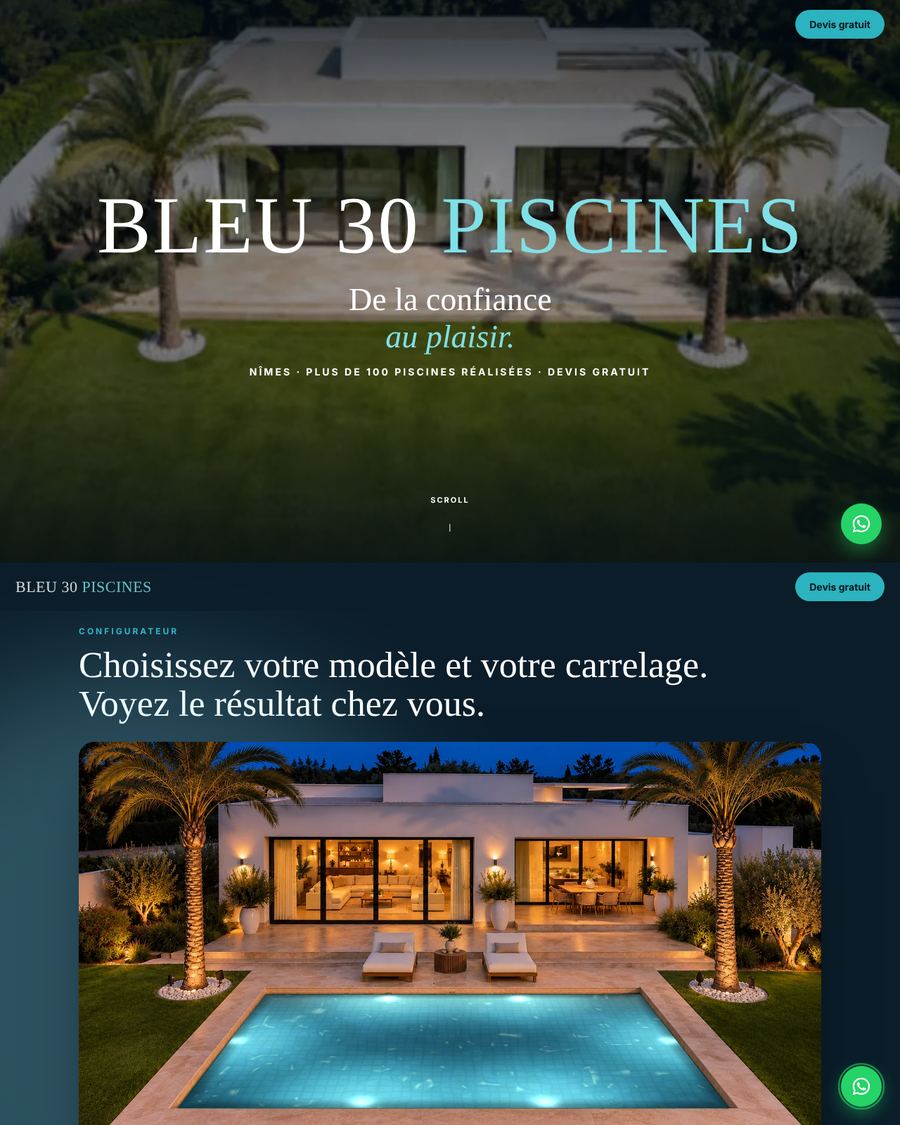 Devis gratuit
BLEU 30 PISCINES
De la confiance
au plaisir.
NÎMES · PLUS DE 100 PISCINES RÉALISÉES · DEVIS GRATUIT
SCROLL
BLEU 30 PISCINES
Devis gratuit
CONFIGURATEUR
Choisissez votre modèle et votre carrelage.
Voyez le résultat chez vous.